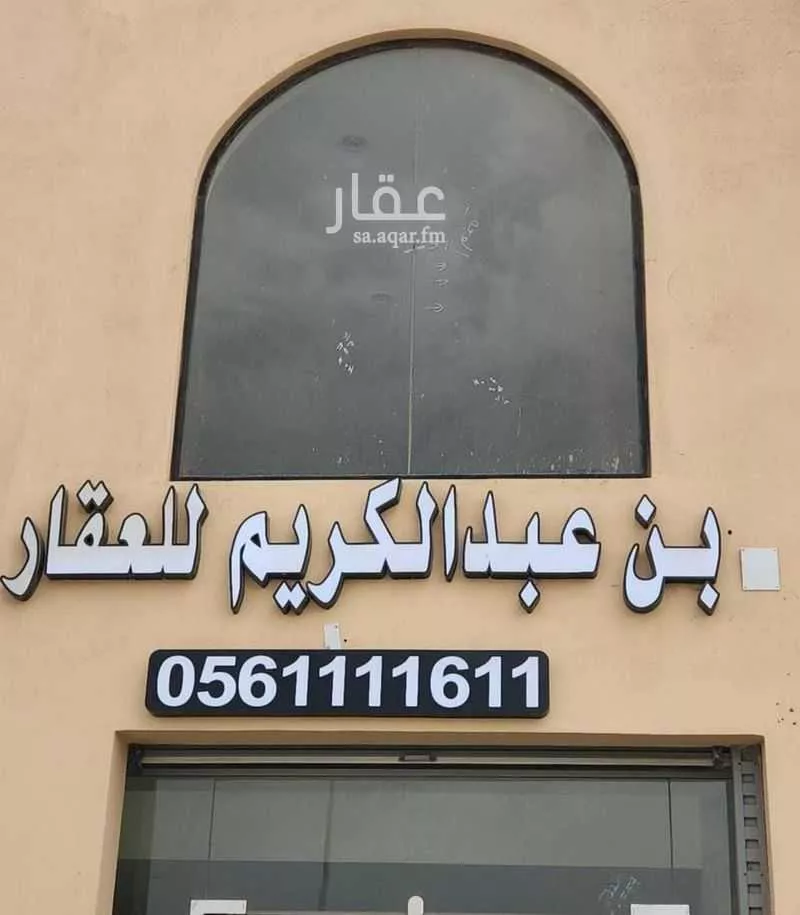 عقار
sa.aqar.fm
بن عبدالكريم للعقار
0561111611